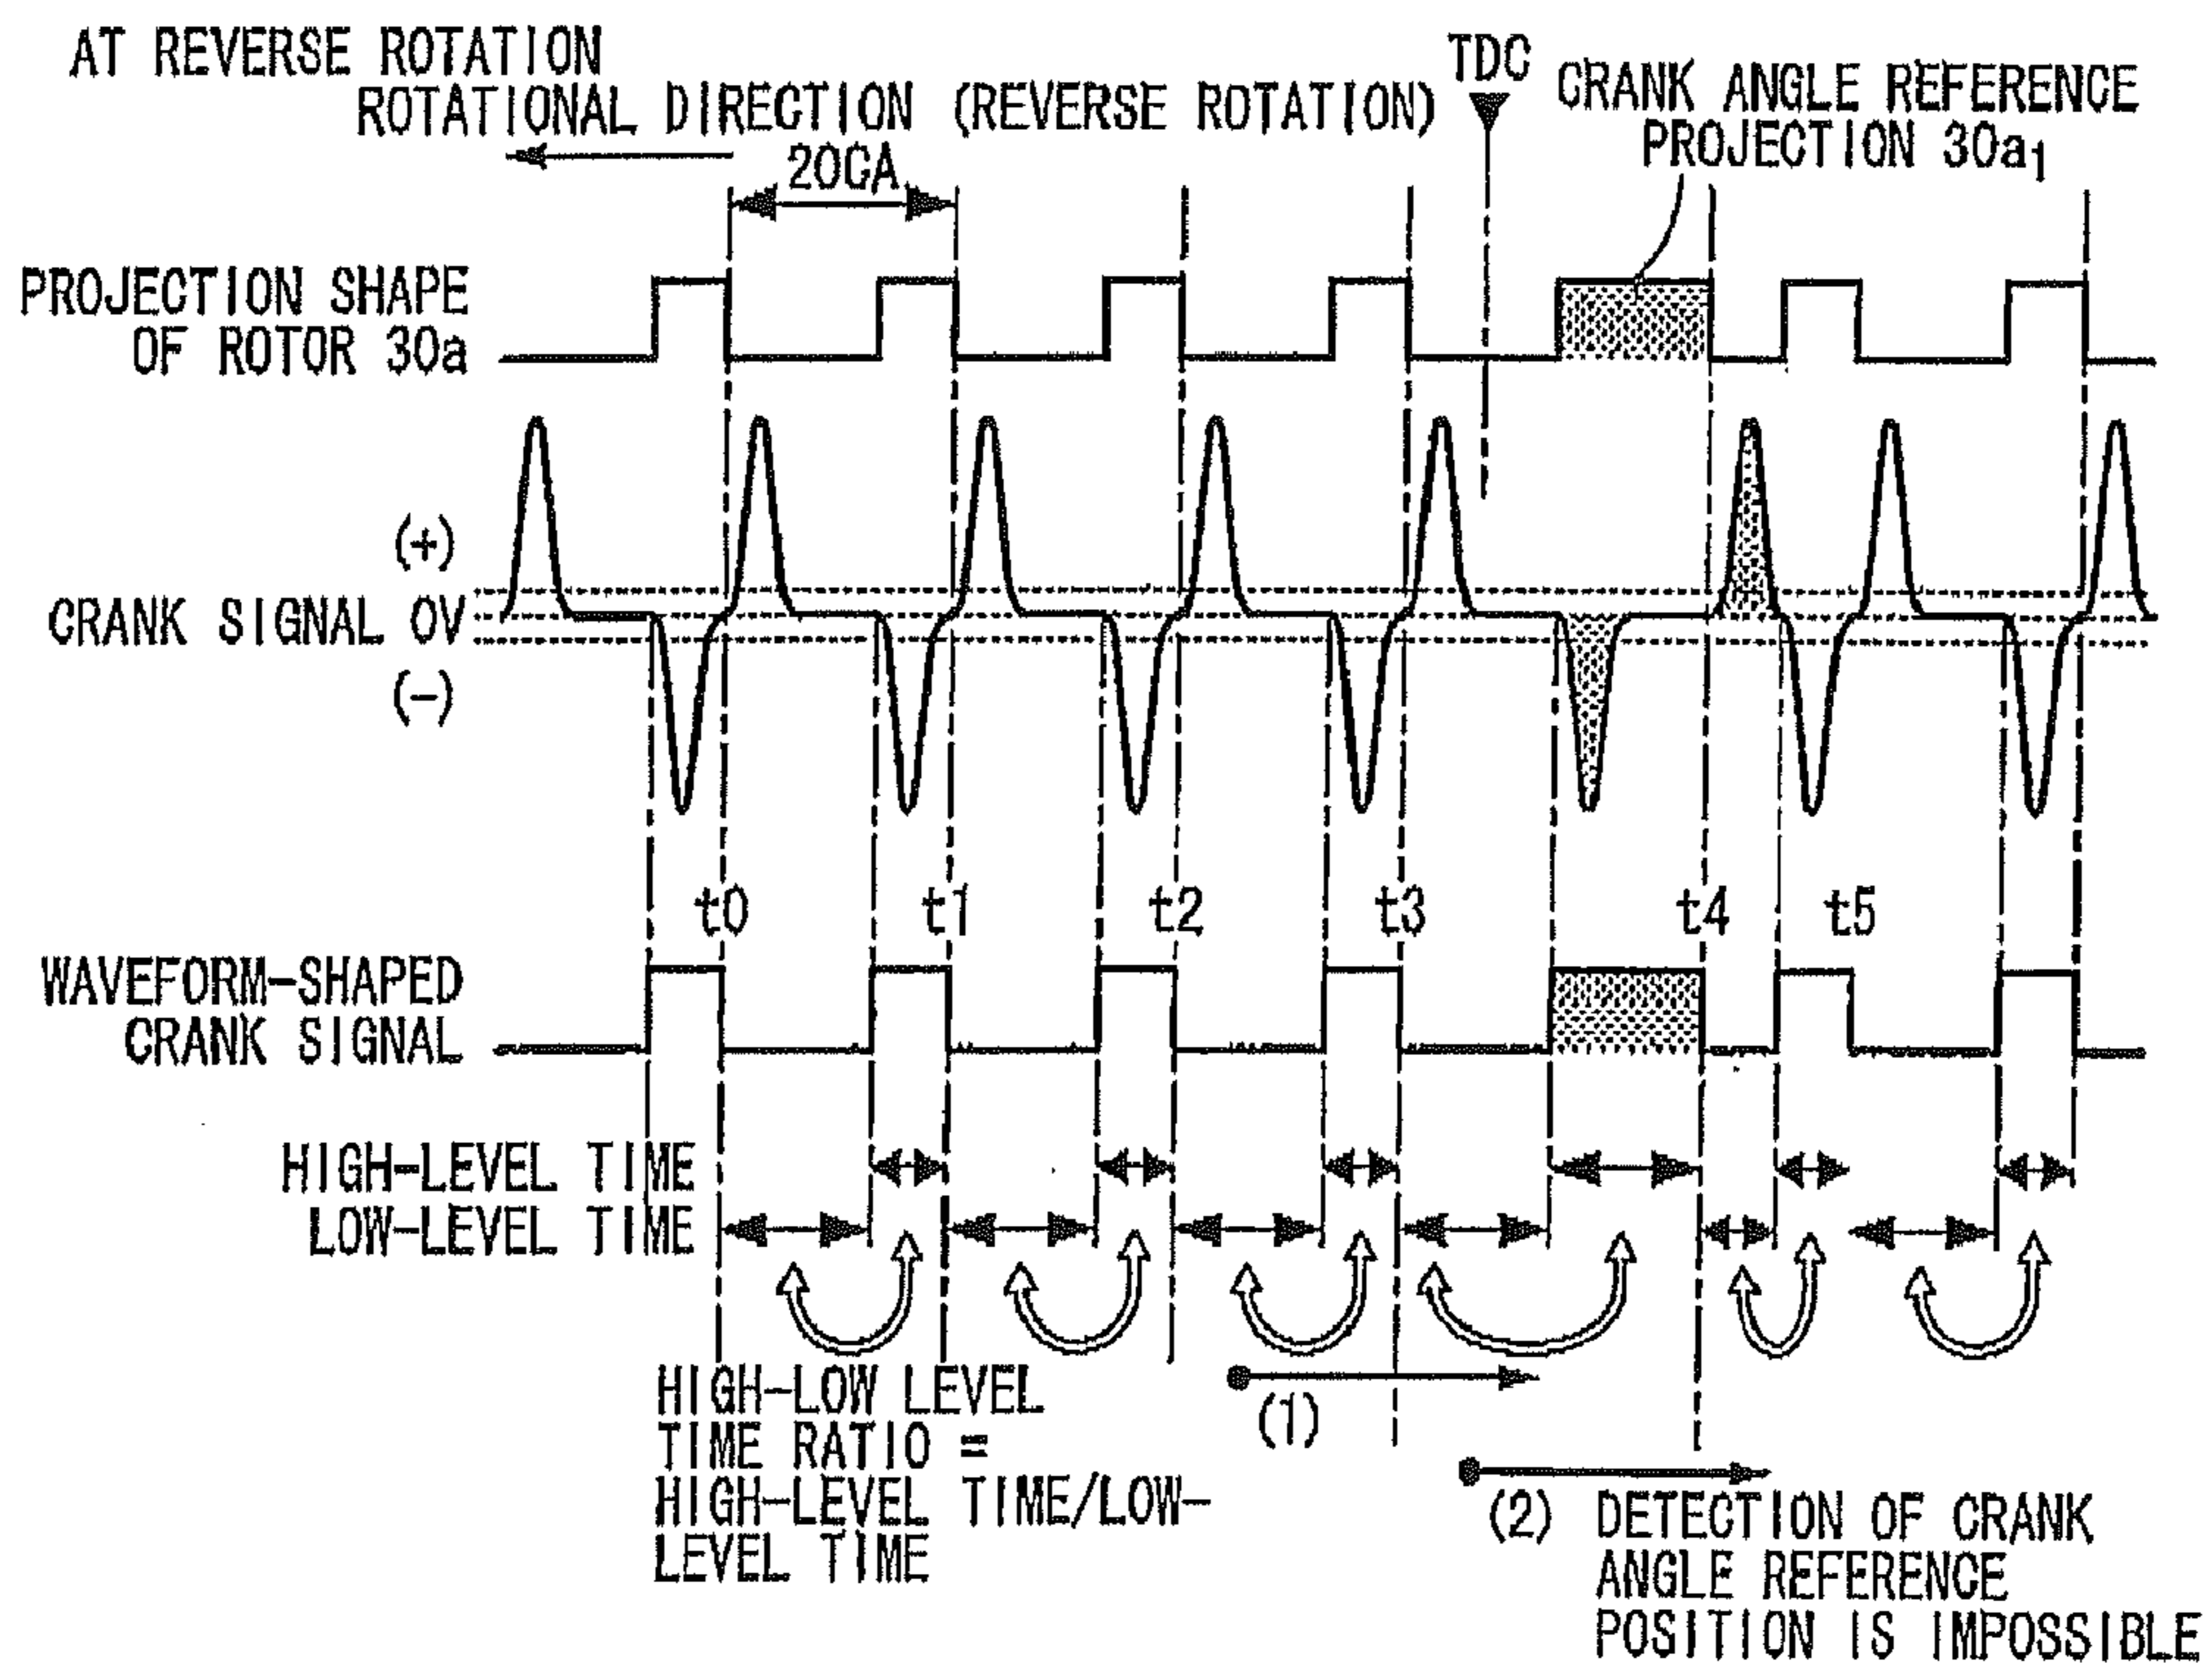 AT REVERSE ROTATION
ROTATIONAL DIRECTION (REVERSE ROTATION)
TDC
CRANK ANGLE REFERENCE
PROJECTION 30a1
20CA
PROJECTION SHAPE
OF ROTOR 30a
(+)
CRANK SIGNAL 0V
(-)
t0
t1
t2
t3
t4
t5
WAVEFORM-SHAPED
CRANK SIGNAL
HIGH-LEVEL TIME
LOW-LEVEL TIME
HIGH-LOW LEVEL
TIME RATIO =
HIGH-LEVEL TIME/LOW-
LEVEL TIME
(1)
(2)
DETECTION OF CRANK
ANGLE REFERENCE
POSITION IS IMPOSSIBLE